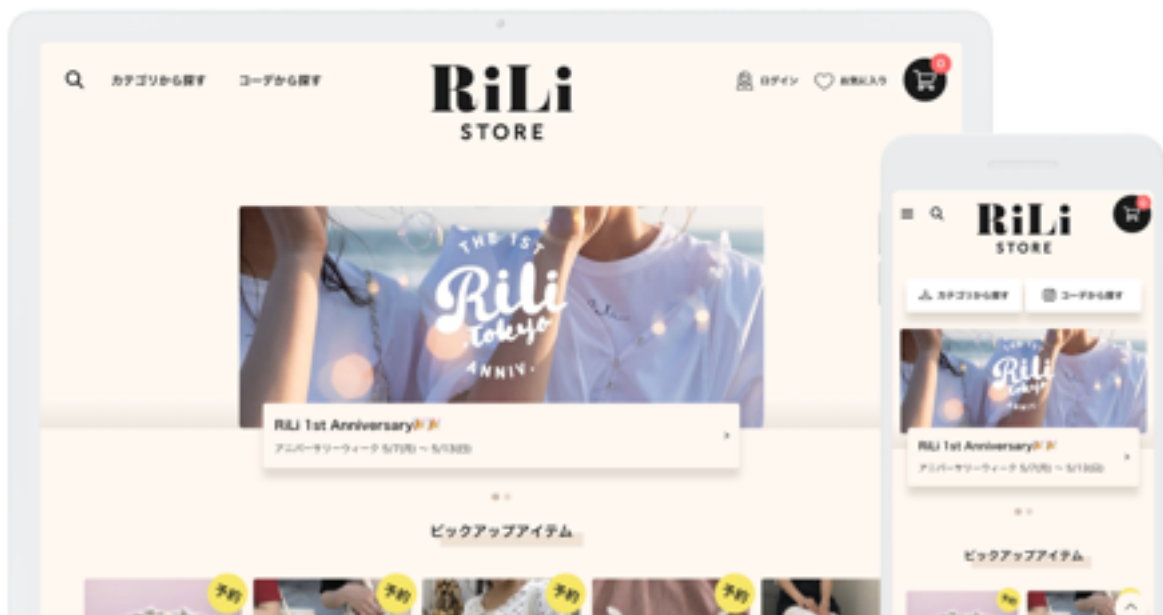 カテゴリから探す
コーデから探す
RiLi
STORE
ログイン
お気に入り
0
THE 1ST
Rili
.tokyo
ANNIV.
RiLi 1st Anniversary🎉🎉
アニバーサリーウィーク 5/7(月) 〜 5/13(日)
ピックアップアイテム
予約
予約
予約
予約
RiLi
STORE
0
カテゴリから探す
コーデから探す
Rili
.tokyo
RiLi 1st Anniversary🎉🎉
アニバーサリーウィーク 5/7(月) 〜 5/13(日)
ピックアップアイテム
予約